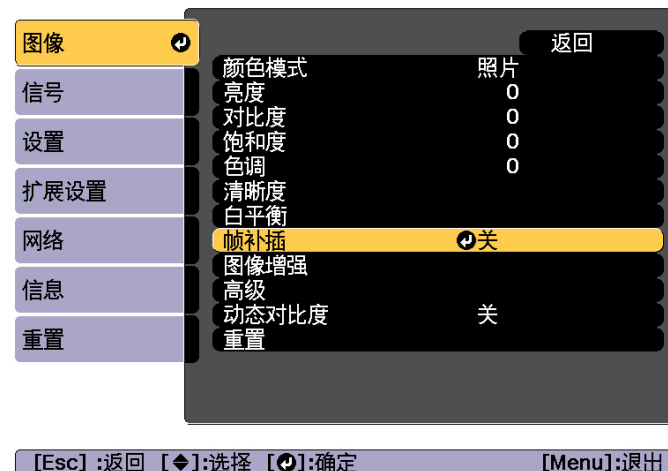 图像
信号
设置
扩展设置
网络
信息
重置
返回
颜色模式 照片
亮度 0
对比度 0
饱和度 0
色调 0
清晰度
白平衡
帧补插 关
图像增强
高级
动态对比度 关
重置
[Esc] :返回 [◆]:选择 [⏎]:确定 [Menu]:退出